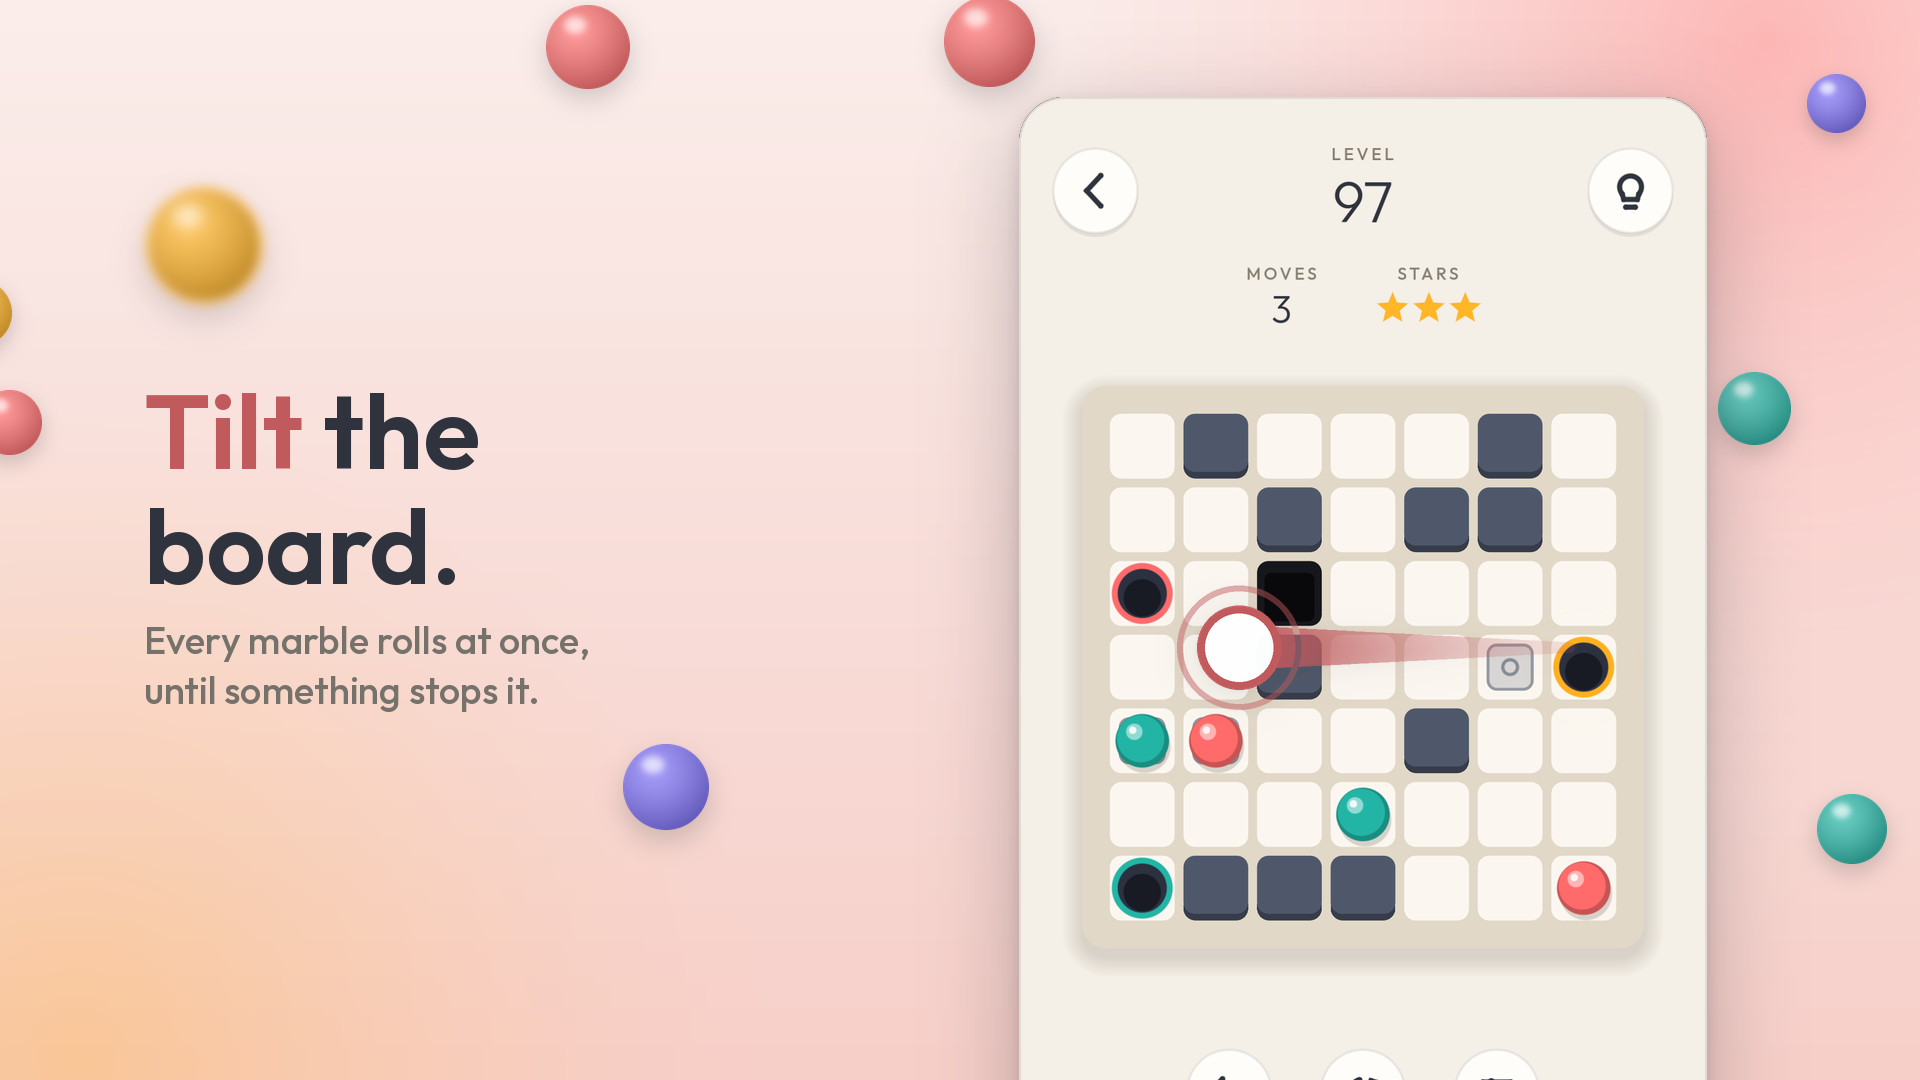 Tilt the
board.
Every marble rolls at once,
until something stops it.
LEVEL
97
MOVES
STARS
3